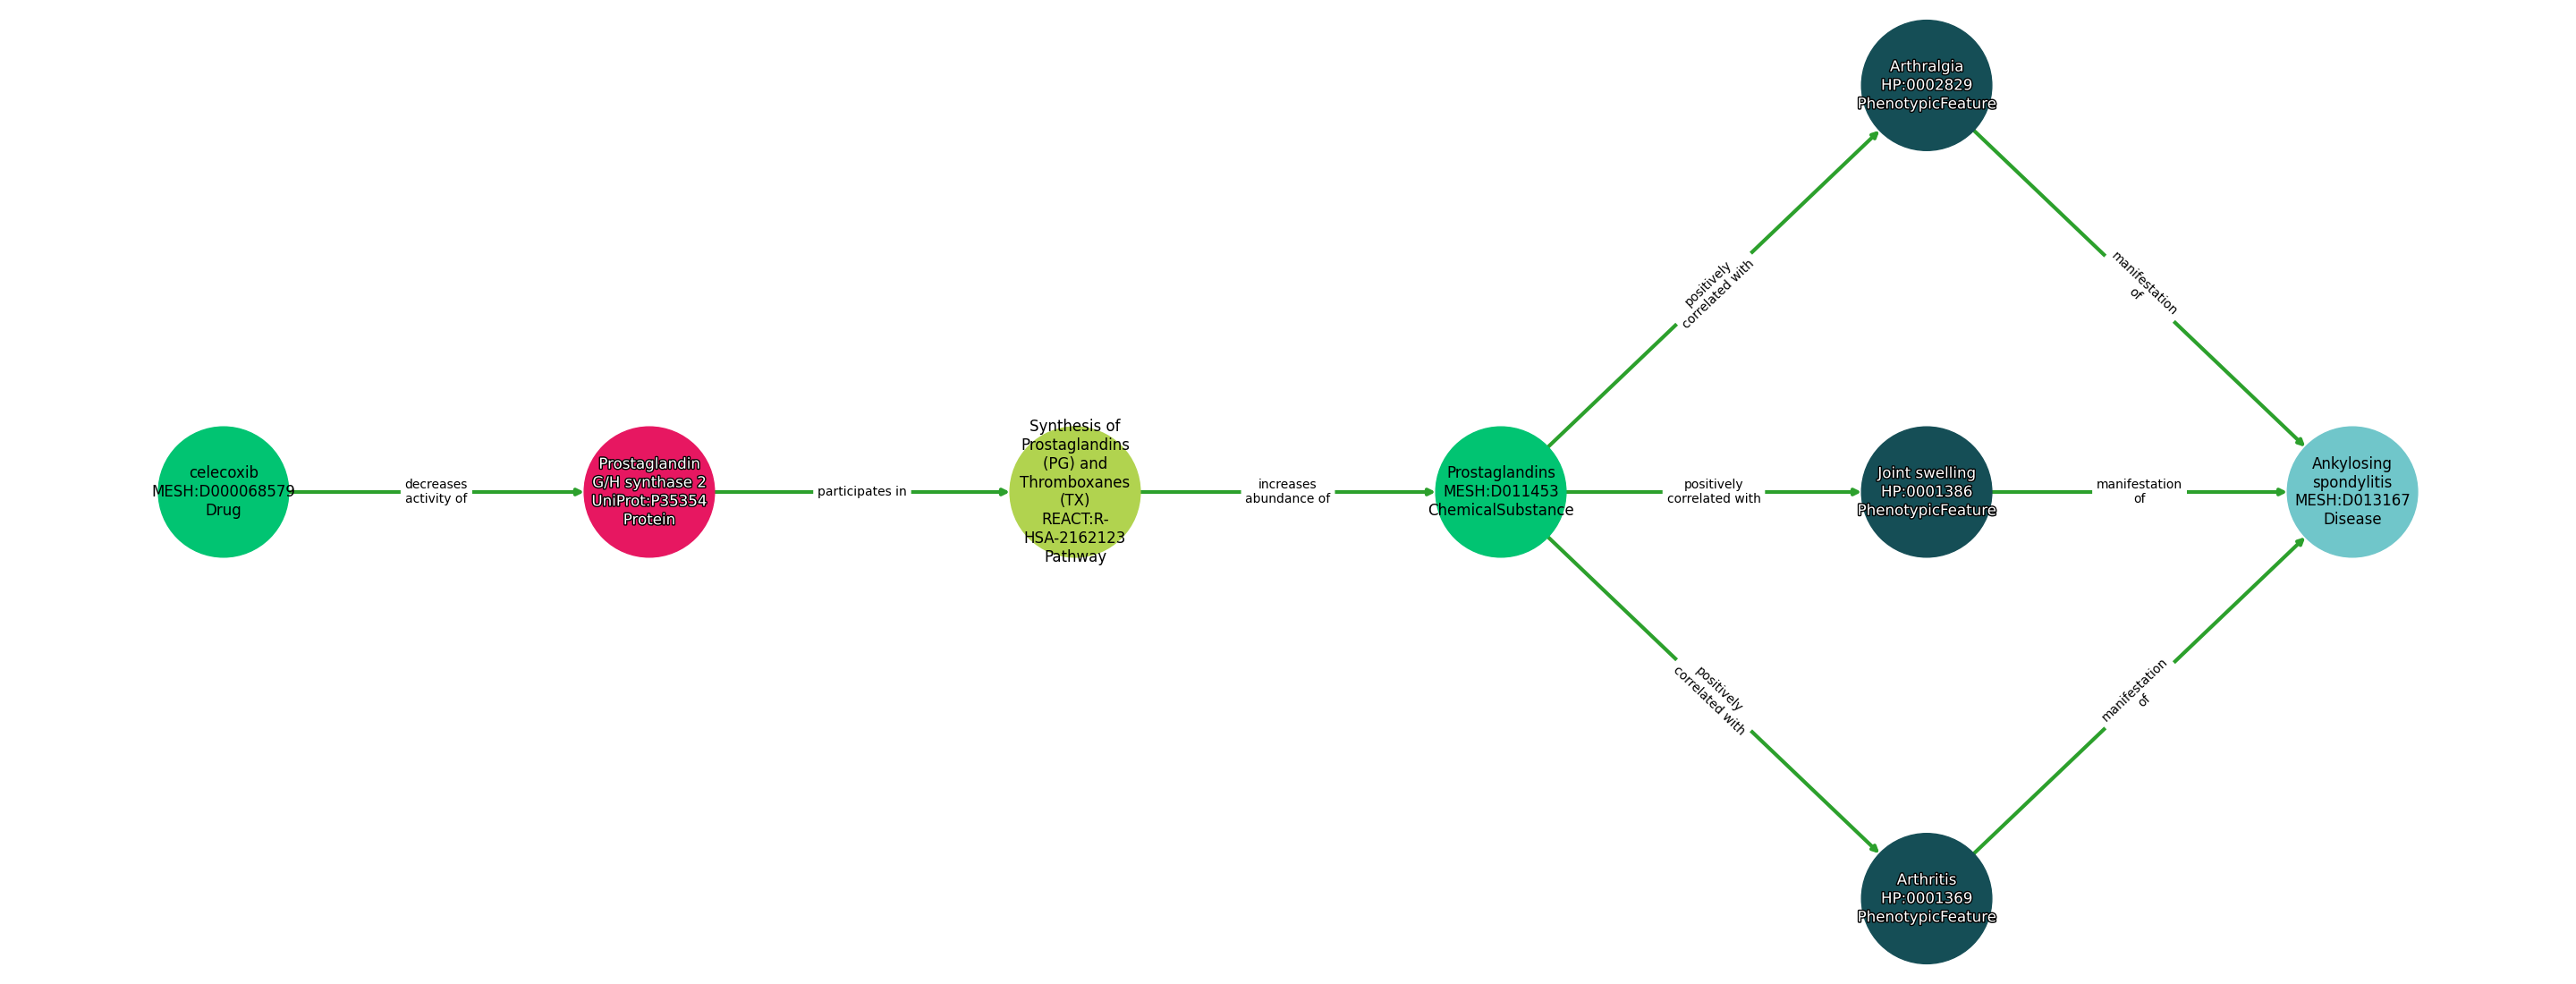 celecoxib
MESH:D000068579
Drug
decreases
activity of
Prostaglandin
G/H synthase 2
UniProt:P35354
Protein
participates in
Synthesis of
Prostaglandins
(PG) and
Thromboxanes
(TX)
REACT:R-
HSA-2162123
Pathway
increases
abundance of
Prostaglandins
MESH:D011453
ChemicalSubstance
positively
correlated with
positively
correlated with
positively
correlated with
Arthralgia
HP:0002829
PhenotypicFeature
Joint swelling
HP:0001386
PhenotypicFeature
Arthritis
HP:0001369
PhenotypicFeature
manifestation
of
manifestation
of
manifestation
of
Ankylosing
spondylitis
MESH:D013167
Disease